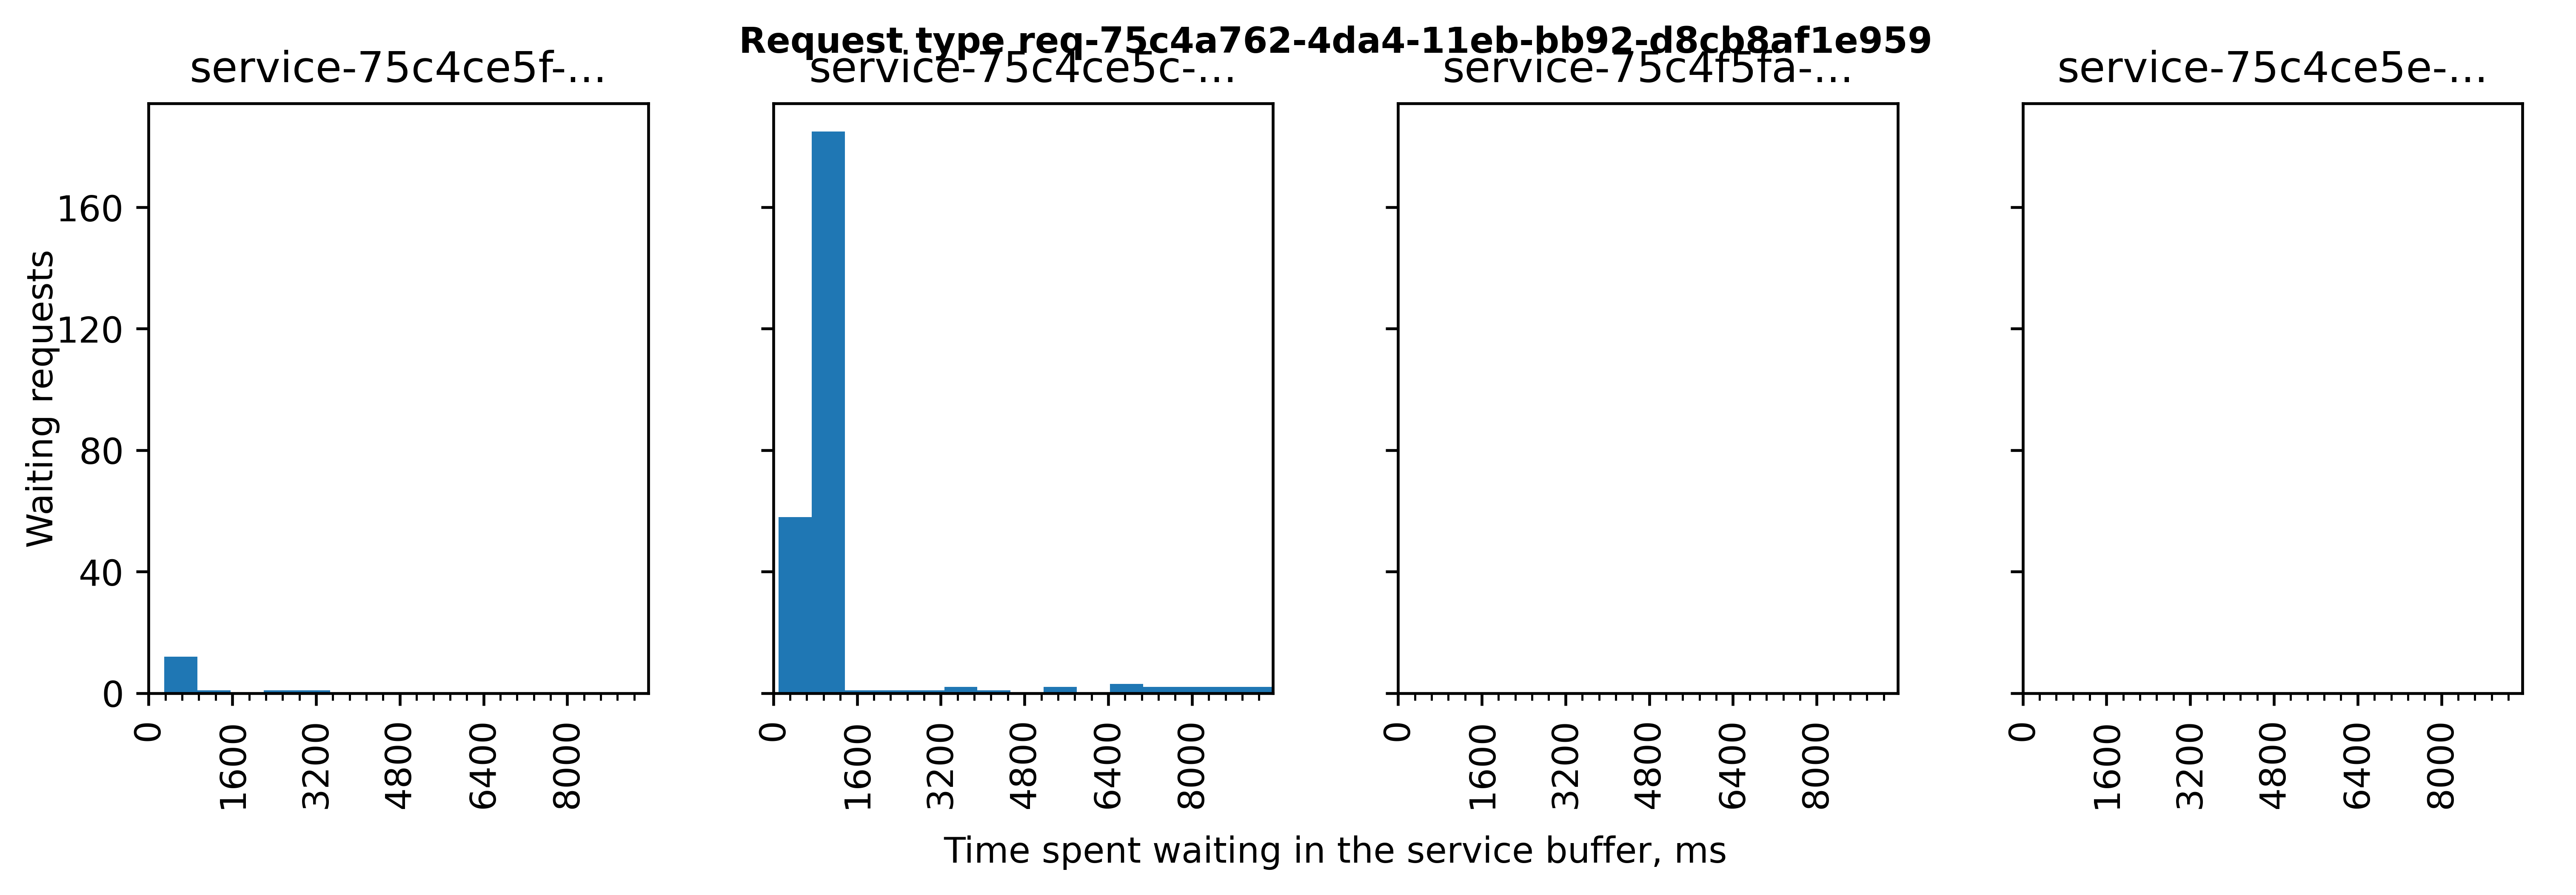 Request type req-75c4a762-4da4-11eb-bb92-d8cb8af1e959
service-75c4ce5f-... service-75c4ce5c-... service-75c4f5fa-... service-75c4ce5e-...
Waiting requests
160
120
80
40
0
0 1600 3200 4800 6400 8000 0 1600 3200 4800 6400 8000 0 1600 3200 4800 6400 8000 0 1600 3200 4800 6400 8000
Time spent waiting in the service buffer, ms